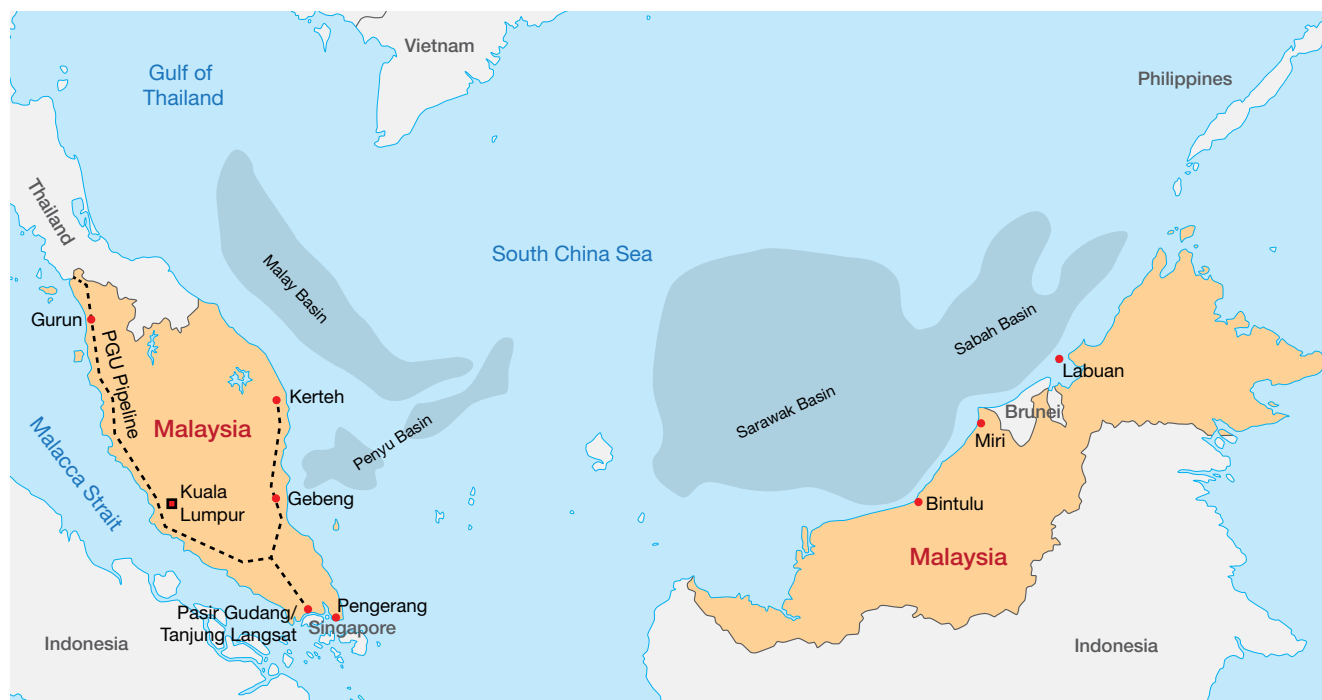 Vietnam
Gulf of
Thailand
Philippines
Thailand
South China Sea
Malay Basin
Gurun
PGU Pipeline
Sabah Basin
Labuan
Kerteh
Sarawak Basin
Brunei
Malaysia
Penyu Basin
Miri
Malacca Strait
Kuala
Lumpur
Gebeng
Bintulu
Malaysia
Pasir Gudang/
Tanjung Langsat
Pengerang
Singapore
Indonesia
Indonesia